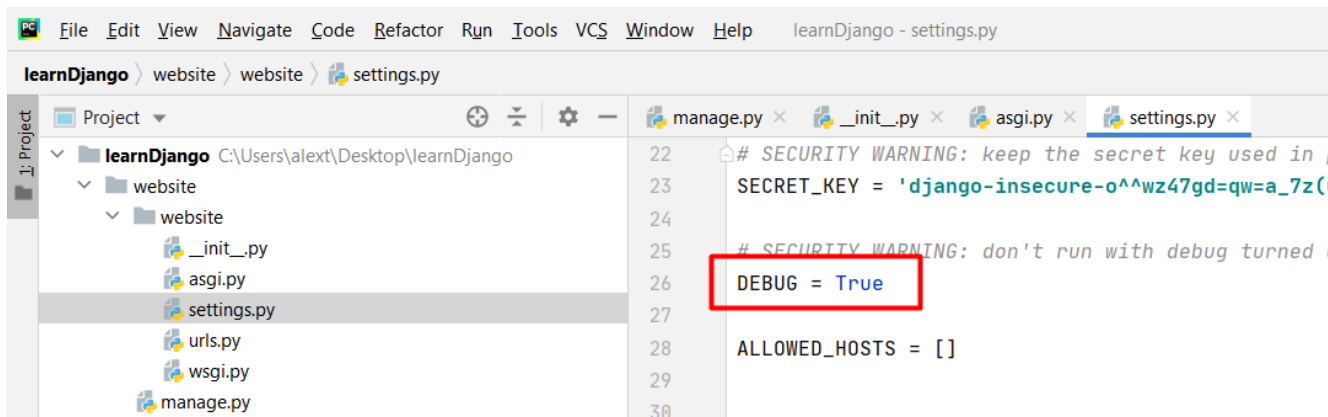 PC File Edit View Navigate Code Refactor Run Tools VCS Window Help learnDjango - settings.py
learnDjango website website settings.py
1: Project
Project
learnDjango C:\Users\alext\Desktop\learnDjango
website
website
__init__.py
asgi.py
settings.py
urls.py
wsgi.py
manage.py
manage.py × __init__.py × asgi.py × settings.py ×
22 # SECURITY WARNING: keep the secret key used in
23 SECRET_KEY = 'django-insecure-o^^wz47gd=qw=a_7z(
24
25 # SECURITY WARNING: don't run with debug turned
26 DEBUG = True
27
28 ALLOWED_HOSTS = []
29
30